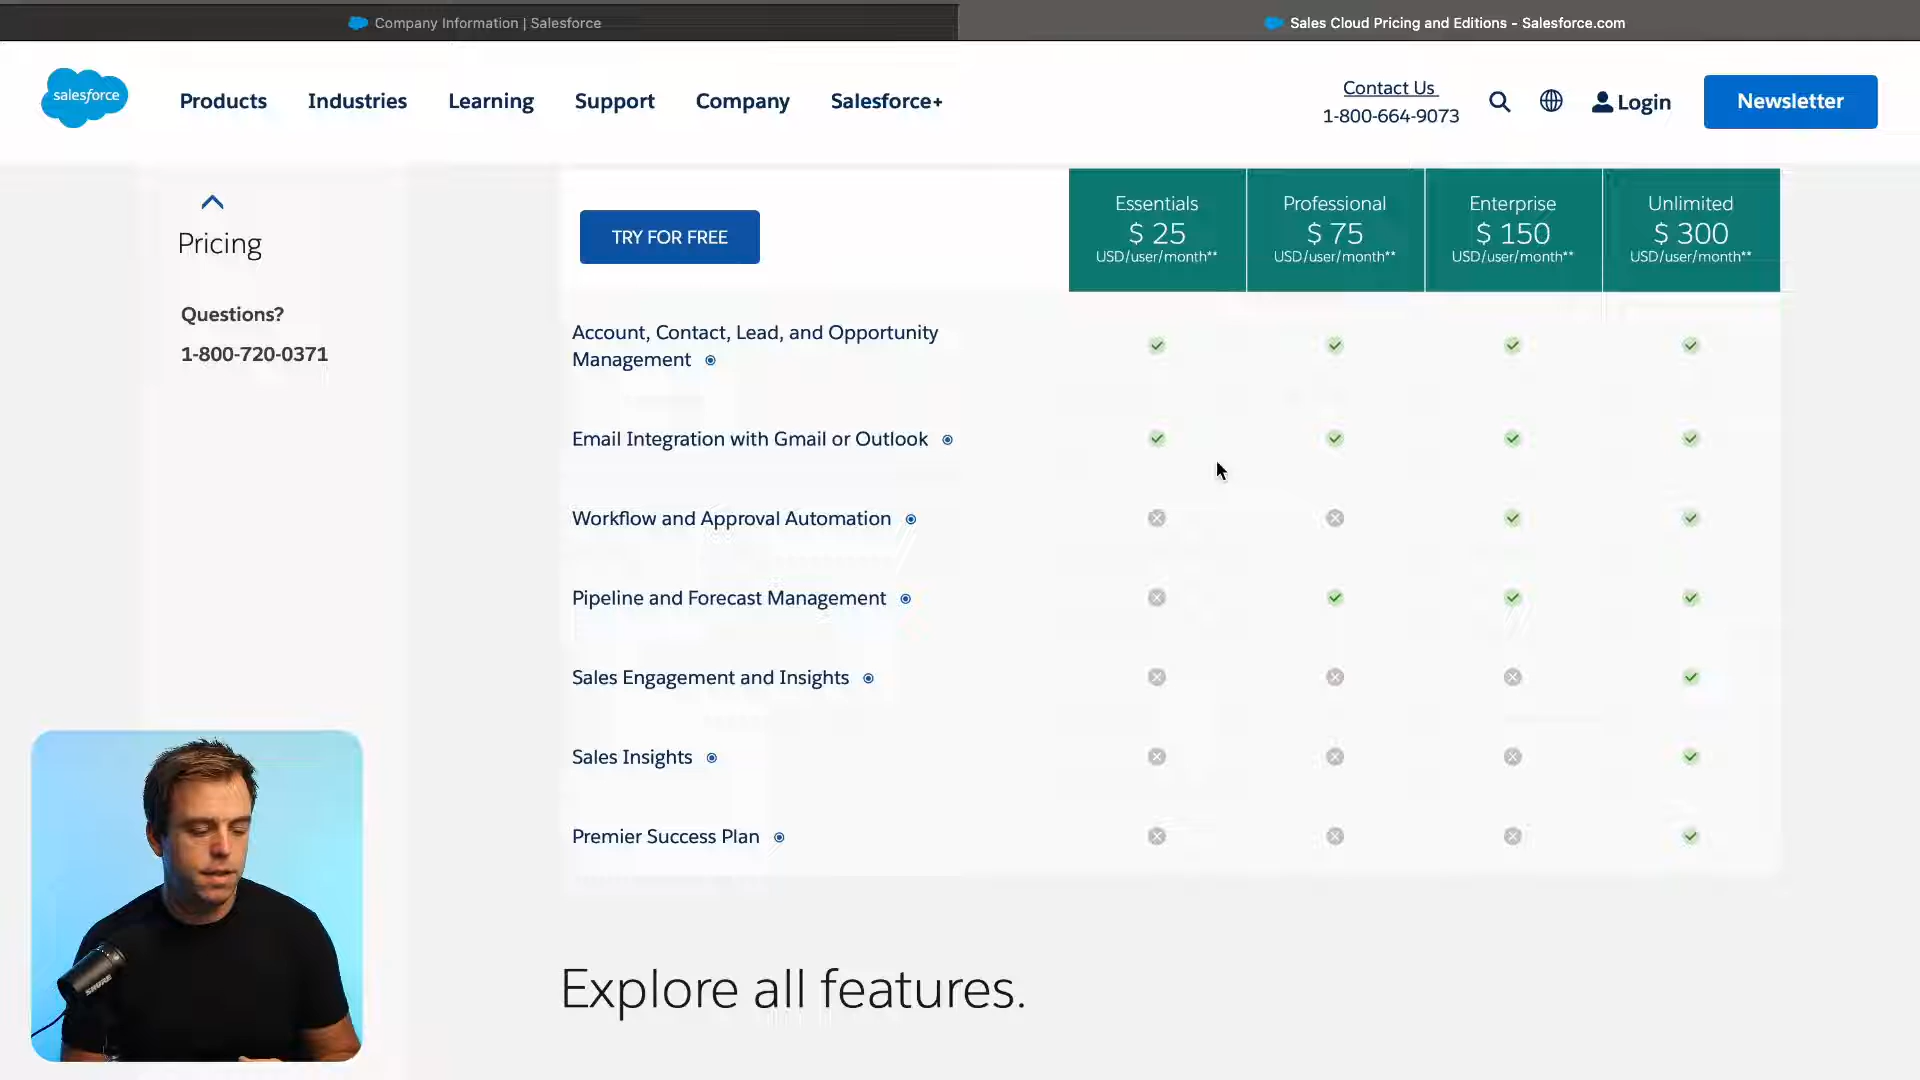 Company Information | Salesforce
Sales Cloud Pricing and Editions - Salesforce.com
salesforce
Products
Industries
Learning
Support
Company
Salesforce+
Contact Us
1-800-664-9073
Login
Newsletter
Pricing
Questions?
1-800-720-0371
TRY FOR FREE
Essentials
$ 25
USD/user/month**
Professional
$ 75
USD/user/month**
Enterprise
$ 150
USD/user/month**
Unlimited
$ 300
USD/user/month**
Account, Contact, Lead, and Opportunity
Management
Email Integration with Gmail or Outlook
Workflow and Approval Automation
Pipeline and Forecast Management
Sales Engagement and Insights
Sales Insights
Premier Success Plan
Explore all features.
SHURE